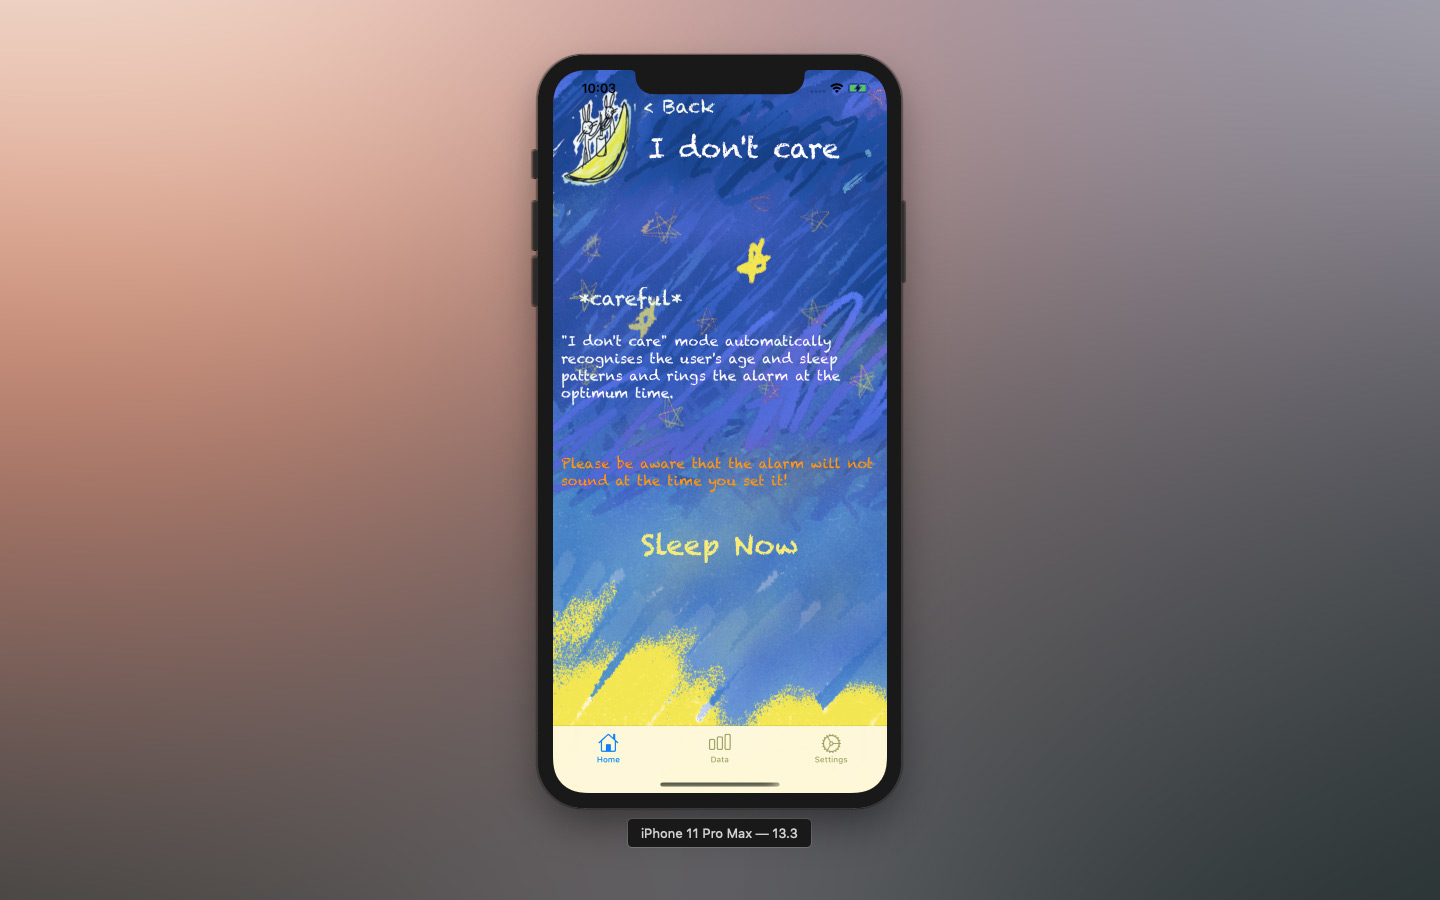 10:03
< Back
I don't care
*careful*
"I don't care" mode automatically
recognises the user's age and sleep
patterns and rings the alarm at the
optimum time.
Please be aware that the alarm will not
sound at the time you set it!
Sleep Now
Home
Data
Settings
iPhone 11 Pro Max — 13.3